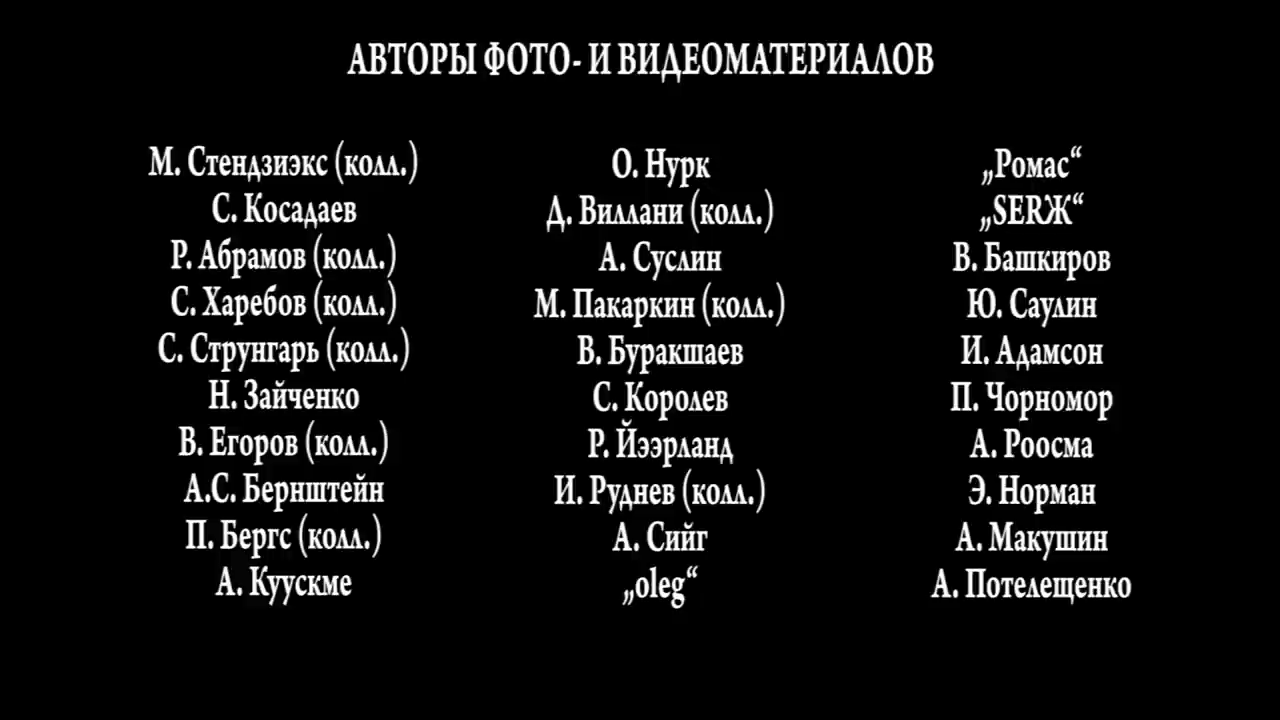 АВТОРЫ ФОТО- И ВИДЕОМАТЕРИАЛОВ
М. Стендзиэкс (колл.)
С. Косадаев
Р. Абрамов (колл.)
С. Харебов (колл.)
С. Струнгарь (колл.)
Н. Зайченко
В. Егоров (колл.)
А.С. Бернштейн
П. Бергс (колл.)
А. Куускме
О. Нурк
Д. Виллани (колл.)
А. Суслин
М. Пакаркин (колл.)
В. Буракшаев
С. Королев
Р. Йээрланд
И. Руднев (колл.)
А. Сийг
„oleg“
„Ромас“
„SERЖ“
В. Башкиров
Ю. Саулин
И. Адамсон
П. Чорномор
А. Роосма
Э. Норман
А. Макушин
А. Потелещенко